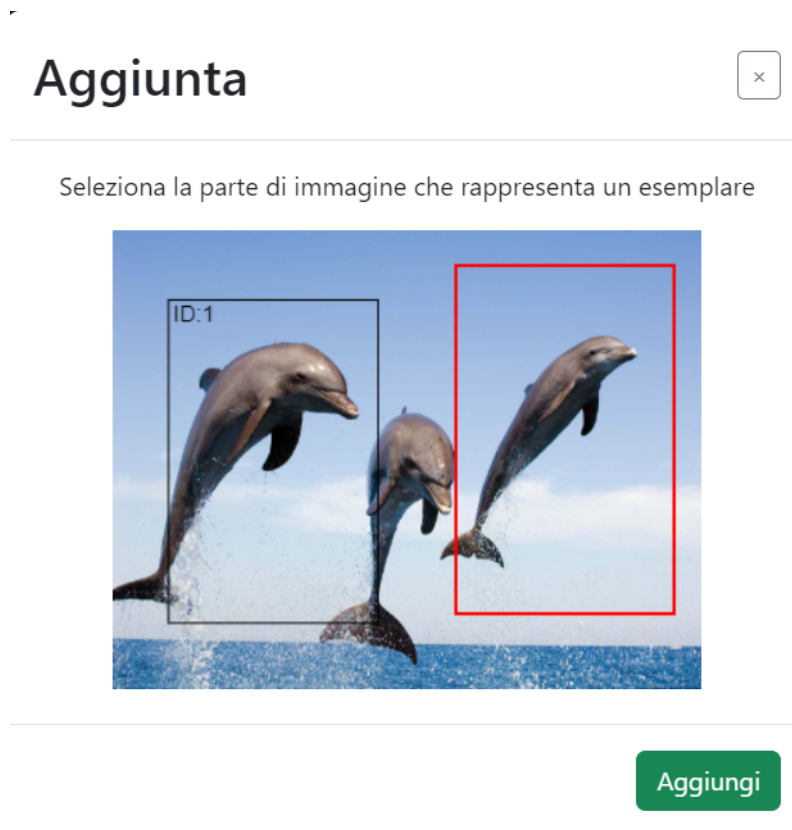 Aggiunta
×
Seleziona la parte di immagine che rappresenta un esemplare
ID:1
Aggiungi